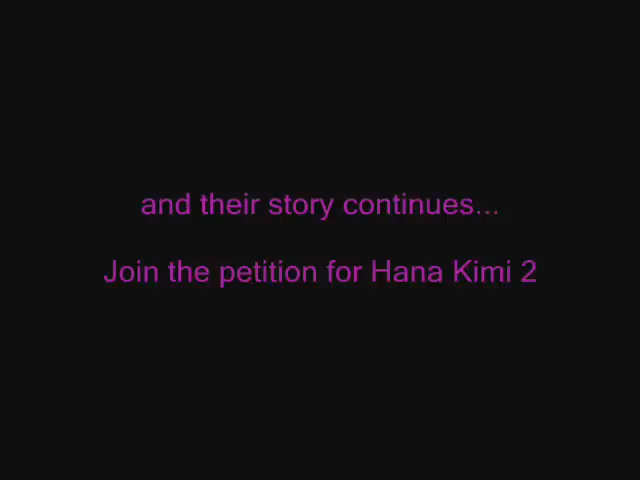 and their story continues...
Join the petition for Hana Kimi 2